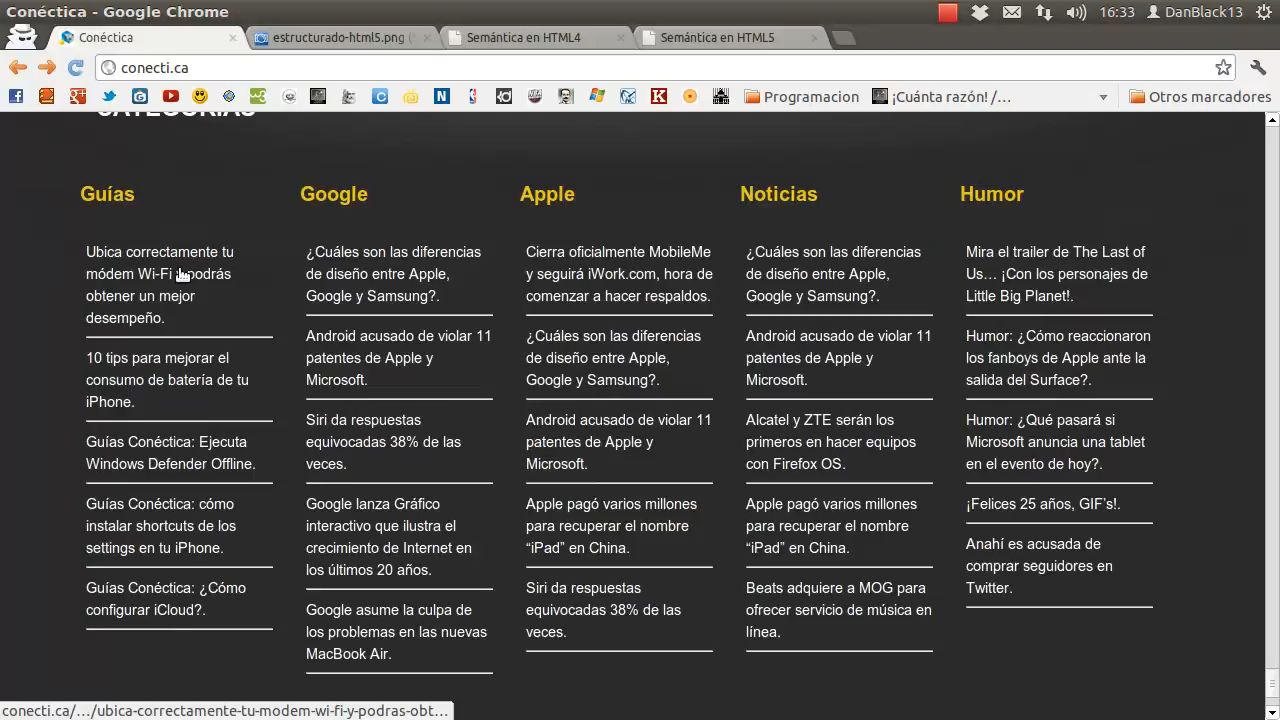 Conéctica - Google Chrome
16:33
DanBlack13
Conéctica
estructurado-html5.png (
Semántica en HTML4
Semántica en HTML5
conecti.ca
Programacion
¡Cuánta razón! /...
Otros marcadores
CATEGORÍAS
Guías
Ubica correctamente tu
módem Wi-Fi podrás
obtener un mejor
desempeño.
10 tips para mejorar el
consumo de batería de tu
iPhone.
Guías Conéctica: Ejecuta
Windows Defender Offline.
Guías Conéctica: cómo
instalar shortcuts de los
settings en tu iPhone.
Guías Conéctica: ¿Cómo
configurar iCloud?.
Google
¿Cuáles son las diferencias
de diseño entre Apple,
Google y Samsung?.
Android acusado de violar 11
patentes de Apple y
Microsoft.
Siri da respuestas
equivocadas 38% de las
veces.
Google lanza Gráfico
interactivo que ilustra el
crecimiento de Internet en
los últimos 20 años.
Google asume la culpa de
los problemas en las nuevas
MacBook Air.
Apple
Cierra oficialmente MobileMe
y seguirá iWork.com, hora de
comenzar a hacer respaldos.
¿Cuáles son las diferencias
de diseño entre Apple,
Google y Samsung?.
Android acusado de violar 11
patentes de Apple y
Microsoft.
Apple pagó varios millones
para recuperar el nombre
“iPad” en China.
Siri da respuestas
equivocadas 38% de las
veces.
Noticias
¿Cuáles son las diferencias
de diseño entre Apple,
Google y Samsung?.
Android acusado de violar 11
patentes de Apple y
Microsoft.
Alcatel y ZTE serán los
primeros en hacer equipos
con Firefox OS.
Apple pagó varios millones
para recuperar el nombre
“iPad” en China.
Beats adquiere a MOG para
ofrecer servicio de música en
línea.
Humor
Mira el trailer de The Last of
Us… ¡Con los personajes de
Little Big Planet!.
Humor: ¿Cómo reaccionaron
los fanboys de Apple ante la
salida del Surface?.
Humor: ¿Qué pasará si
Microsoft anuncia una tablet
en el evento de hoy?.
¡Felices 25 años, GIF’s!.
Anahí es acusada de
comprar seguidores en
Twitter.
conecti.ca/.../ubica-correctamente-tu-modem-wi-fi-y-podras-obt...